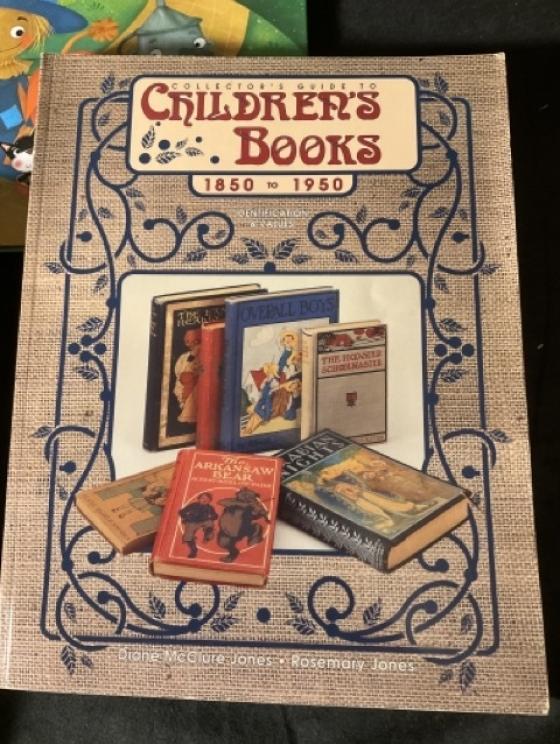 COLLECTOR'S GUIDE TO
CHILDREN'S
BOOKS
1850 TO 1950
IDENTIFICATION
& VALUES
THE
OVERALL BOYS
THE HOOSIER
SCHOOLMASTER
The
ARKANSAW
BEAR
ARABIAN
NIGHTS
Diane McClure Jones • Rosemary Jones